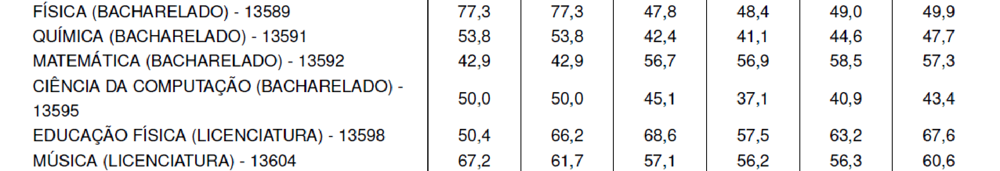 FÍSICA (BACHARELADO) - 13589 77,3 77,3 47,8 48,4 49,0 49,9
QUÍMICA (BACHARELADO) - 13591 53,8 53,8 42,4 41,1 44,6 47,7
MATEMÁTICA (BACHARELADO) - 13592 42,9 42,9 56,7 56,9 58,5 57,3
CIÊNCIA DA COMPUTAÇÃO (BACHARELADO) -
13595 50,0 50,0 45,1 37,1 40,9 43,4
EDUCAÇÃO FÍSICA (LICENCIATURA) - 13598 50,4 66,2 68,6 57,5 63,2 67,6
MÚSICA (LICENCIATURA) - 13604 67,2 61,7 57,1 56,2 56,3 60,6